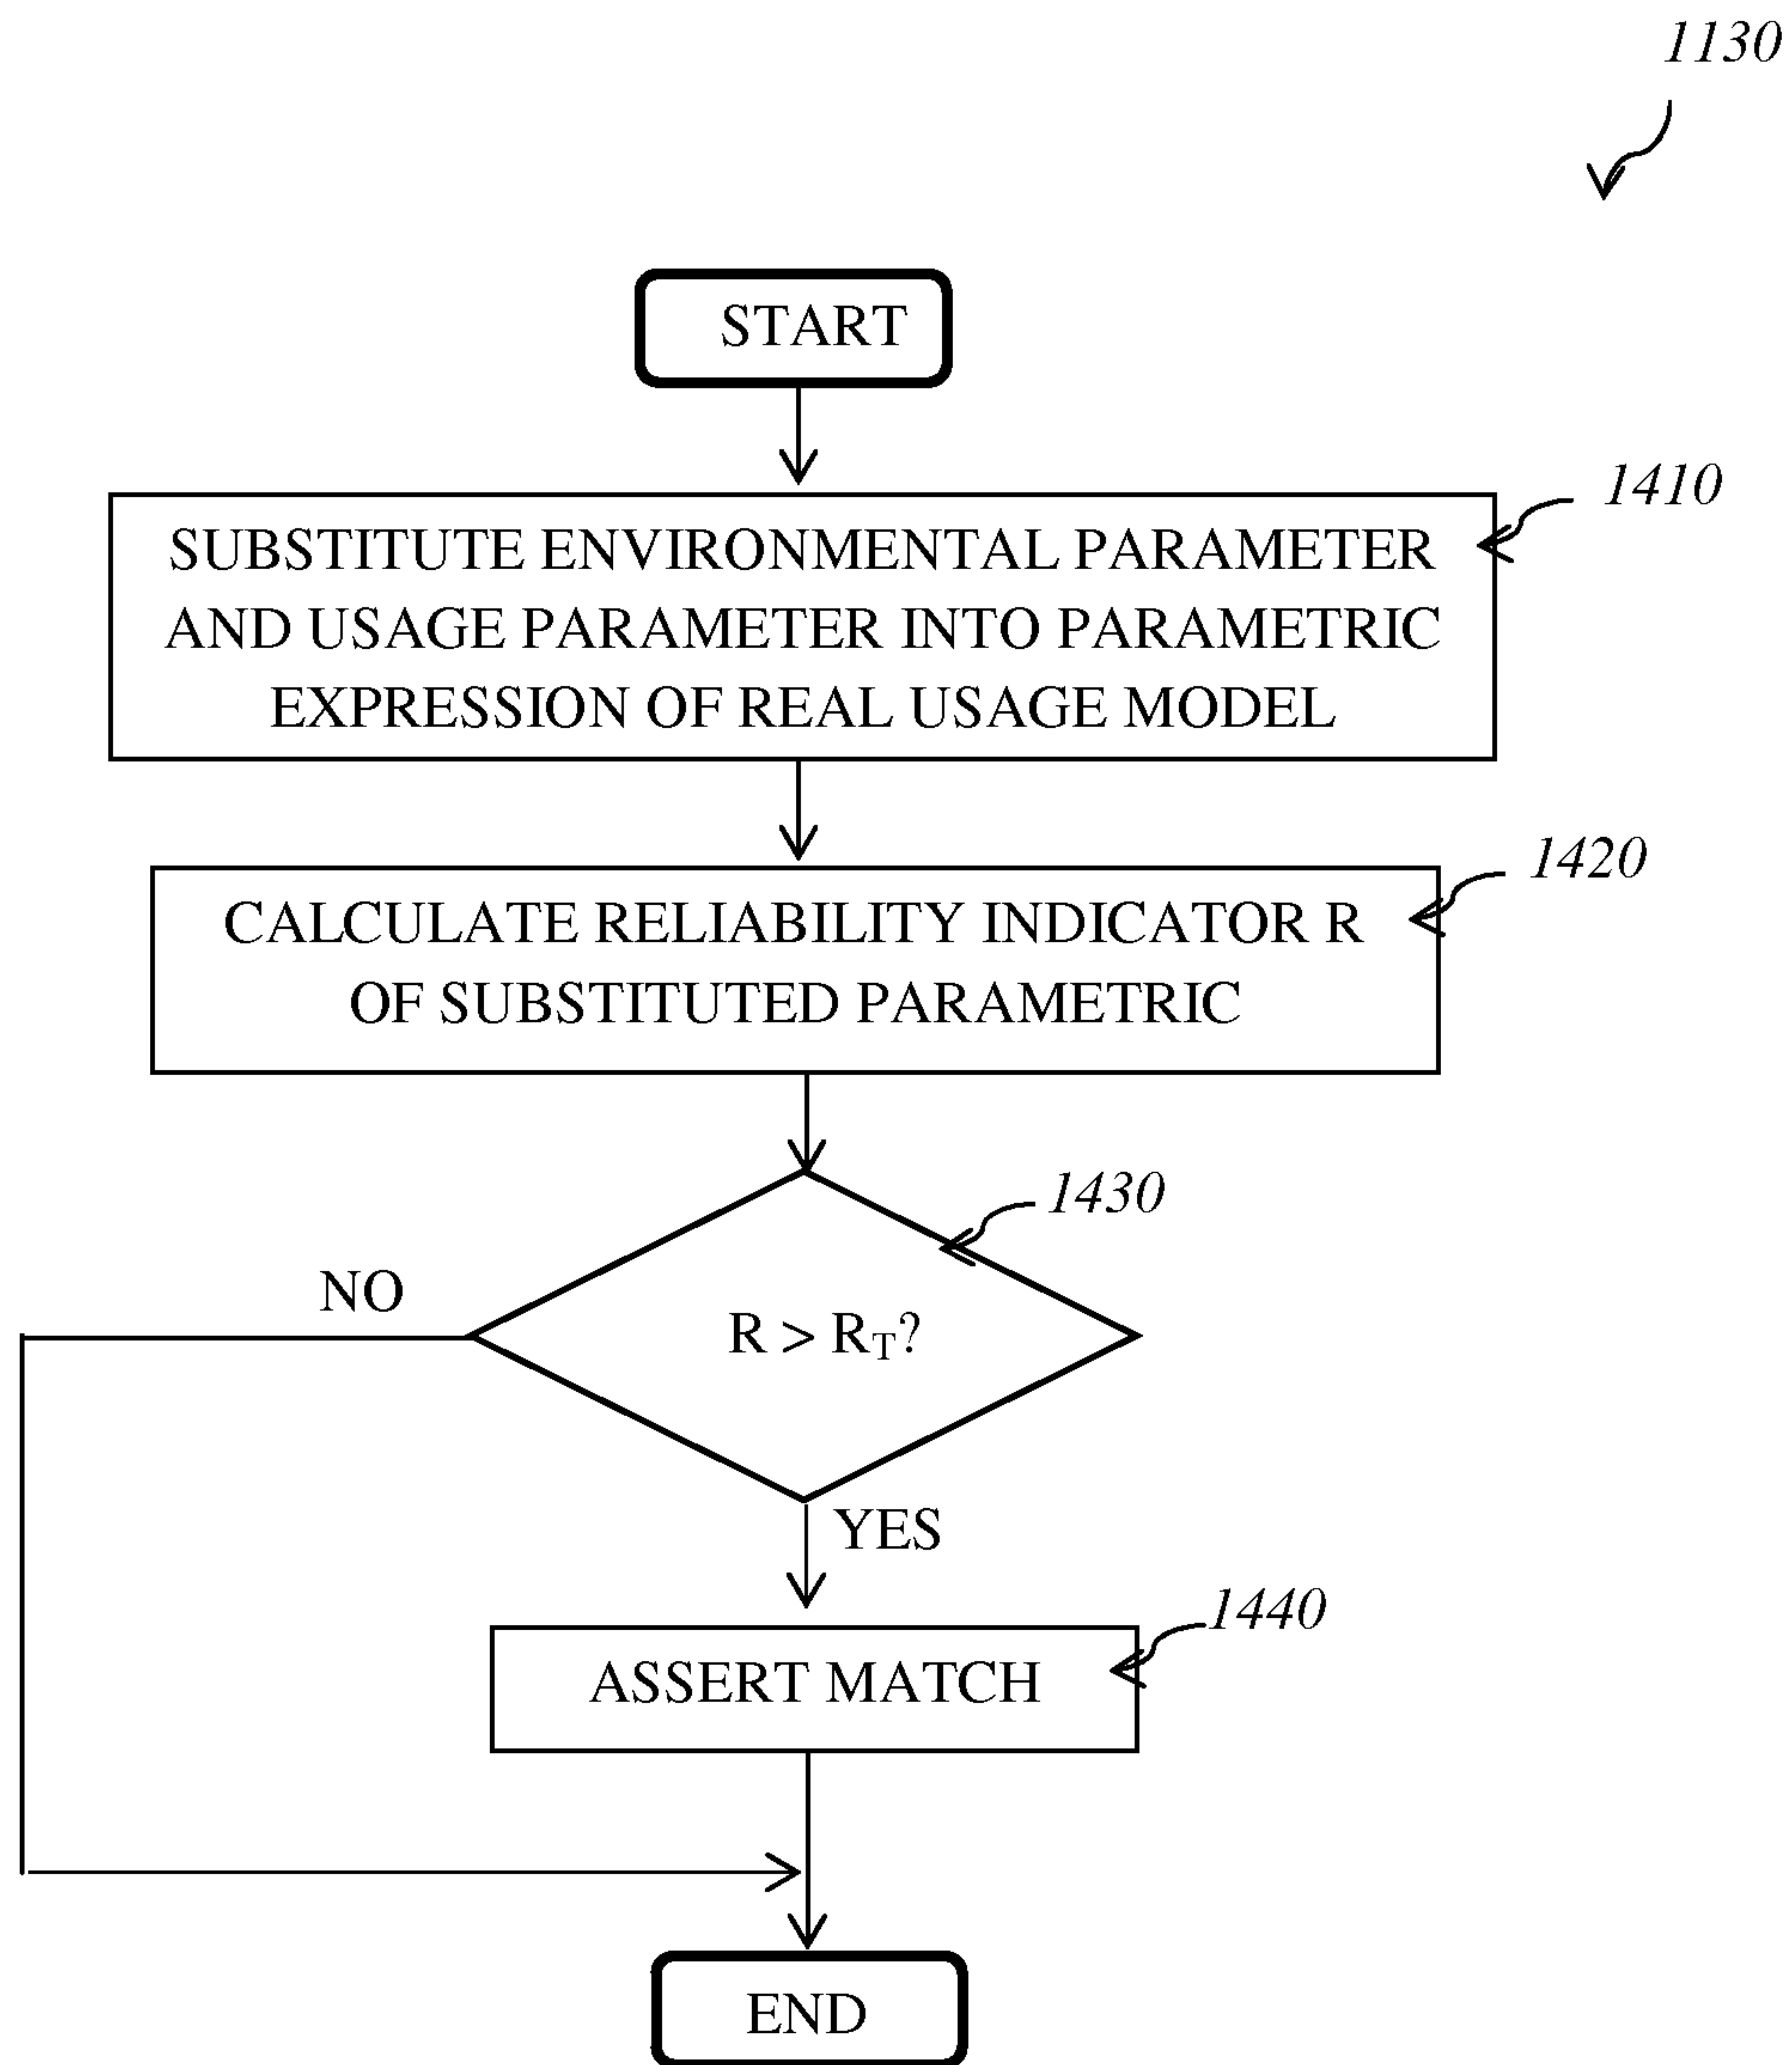 1130
START
1410
SUBSTITUTE ENVIRONMENTAL PARAMETER
AND USAGE PARAMETER INTO PARAMETRIC
EXPRESSION OF REAL USAGE MODEL
1420
CALCULATE RELIABILITY INDICATOR R
OF SUBSTITUTED PARAMETRIC
1430
NO
R > R_T?
YES
1440
ASSERT MATCH
END